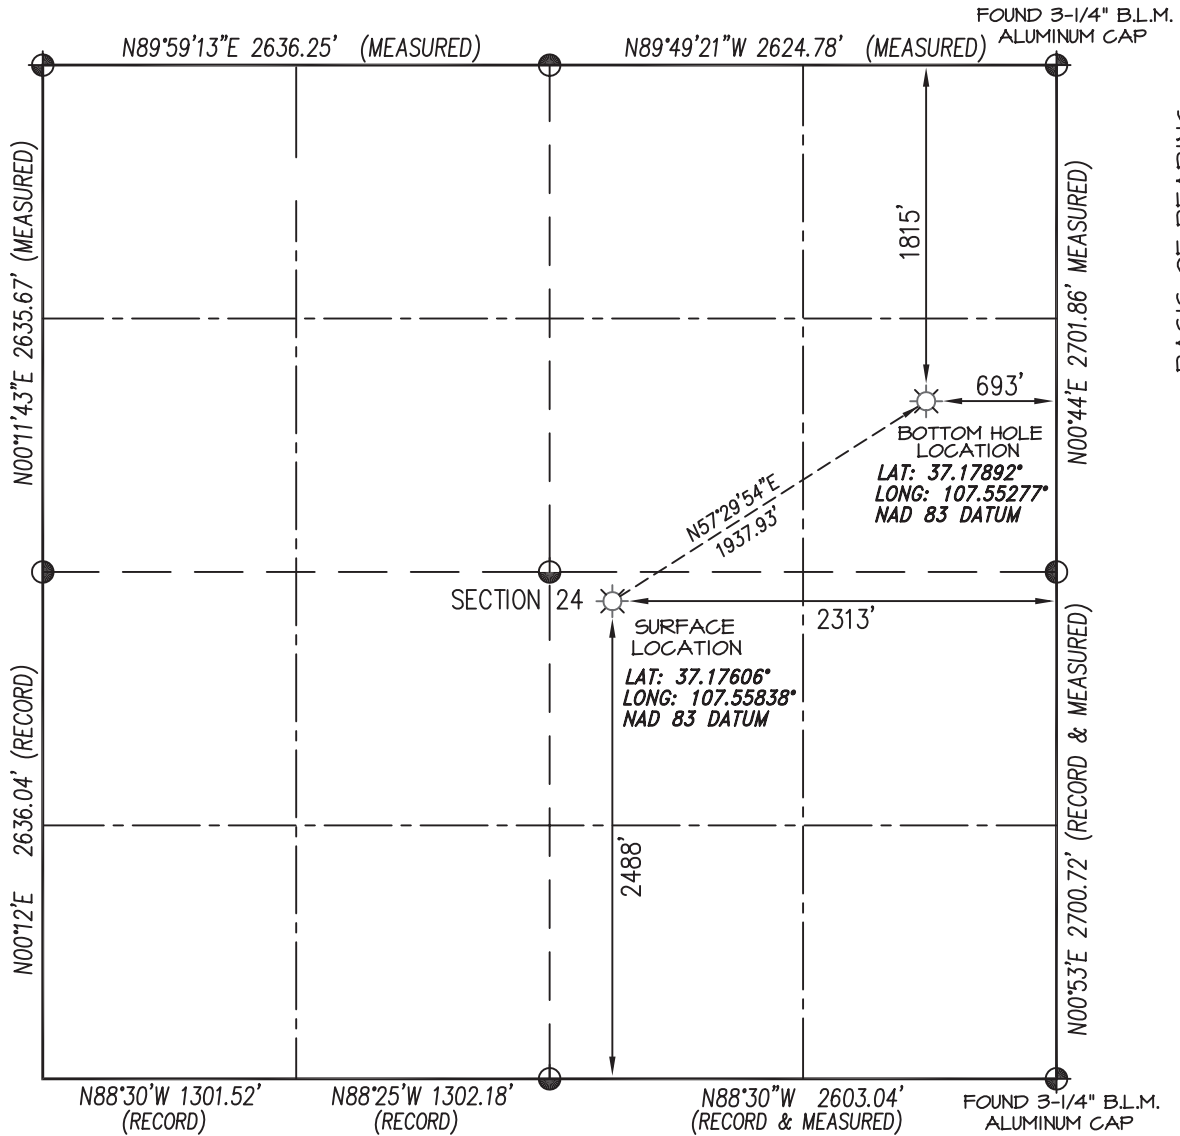 FOUND 3-1/4" B.L.M.
ALUMINUM CAP
N89°59'13"E 2636.25' (MEASURED)
N89°49'21"W 2624.78' (MEASURED)
N00°11'43"E 2635.67' (MEASURED)
1815'
N00°44'E 2701.86' MEASURED)
693'
BOTTOM HOLE
LOCATION
LAT: 37.17892°
LONG: 107.55277°
NAD 83 DATUM
N57°29'54"E
1937.93'
SECTION 24
2313'
SURFACE
LOCATION
LAT: 37.17606°
LONG: 107.55838°
NAD 83 DATUM
N00°12'E 2636.04' (RECORD)
2488'
N00°53'E 2700.72' (RECORD & MEASURED)
N88°30'W 1301.52'
(RECORD)
N88°25'W 1302.18'
(RECORD)
N88°30"W 2603.04'
(RECORD & MEASURED)
FOUND 3-1/4" B.L.M.
ALUMINUM CAP